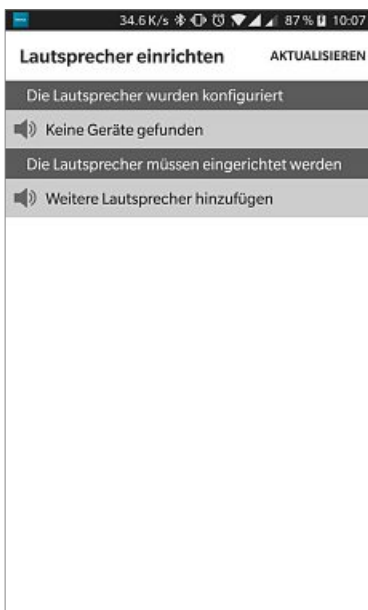 34.6 K/s 87 % 10:07
Lautsprecher einrichten AKTUALISIEREN
Die Lautsprecher wurden konfiguriert
Keine Geräte gefunden
Die Lautsprecher müssen eingerichtet werden
Weitere Lautsprecher hinzufügen